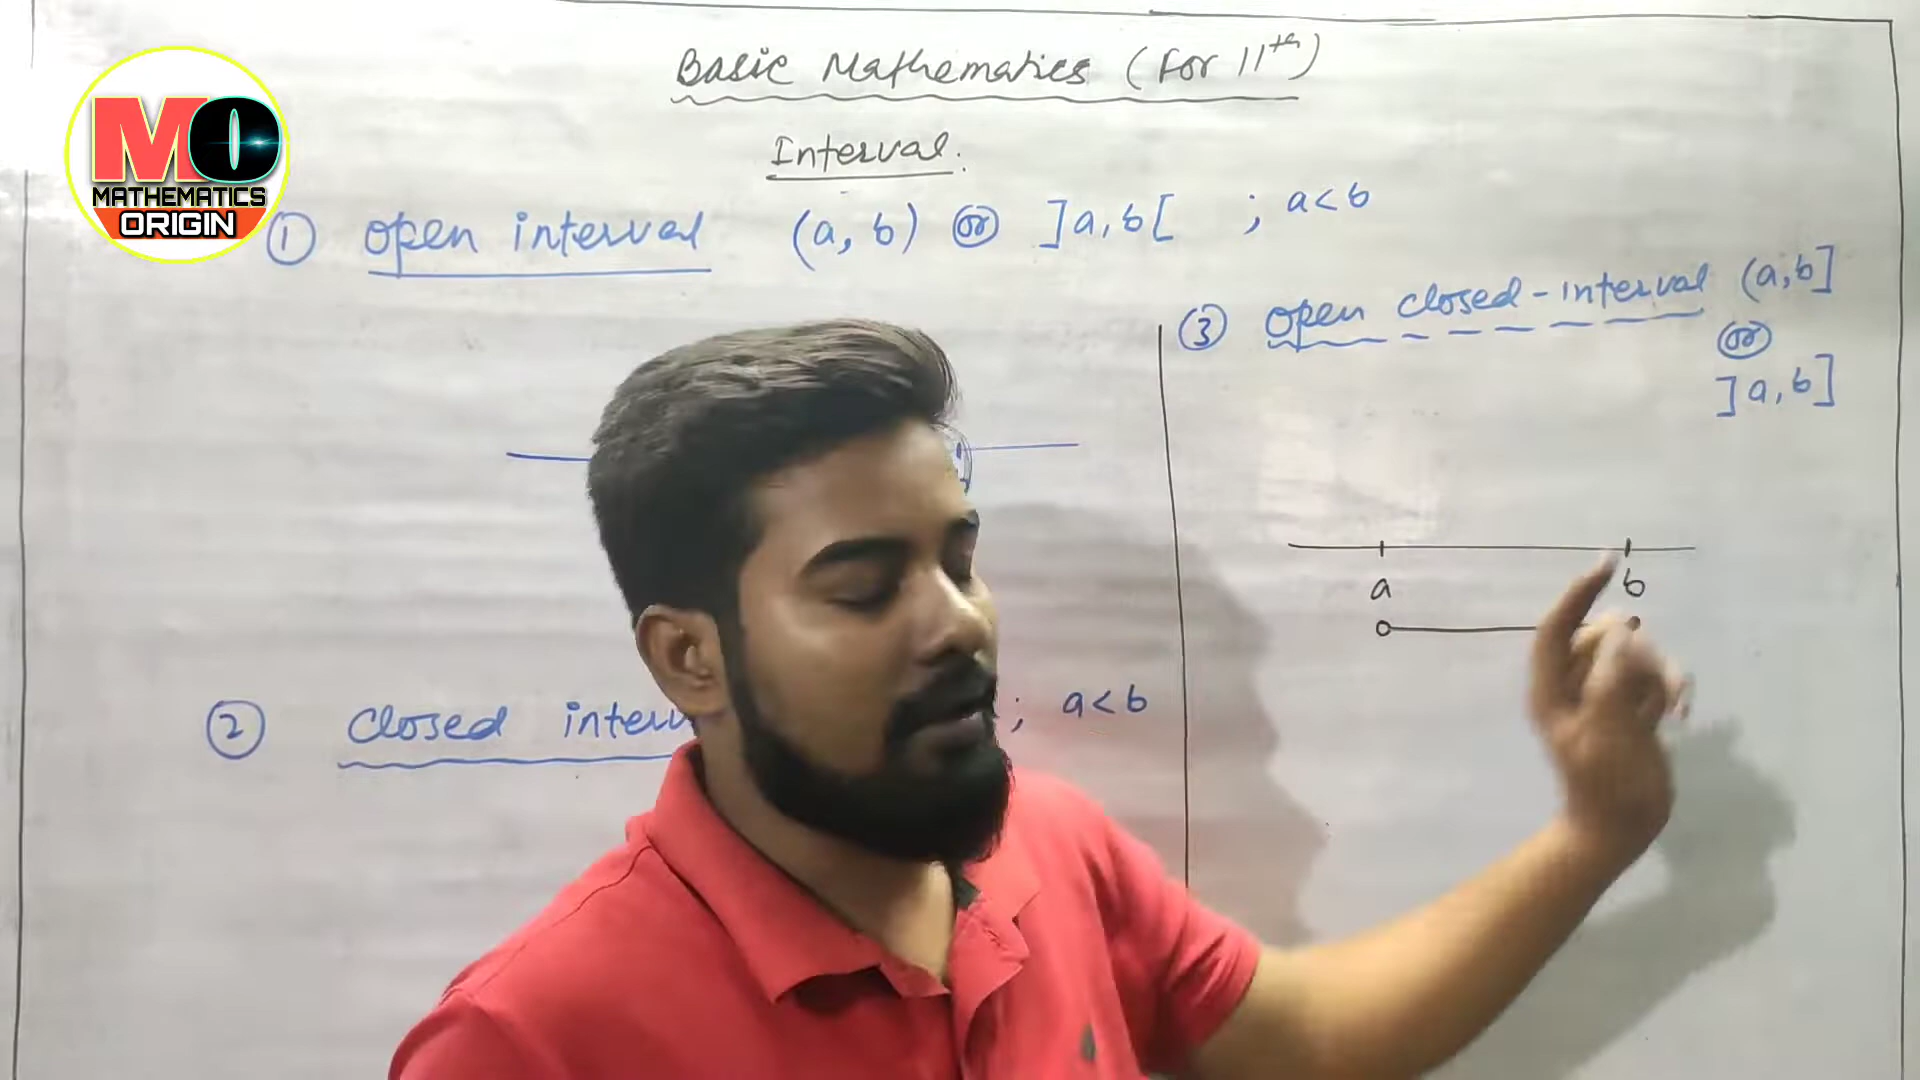 Basic Mathematics (For 11th)
Interval.
MO
MATHEMATICS
ORIGIN
① open interval (a, b) or ]a, b[ ; a<b
③ open closed-interval (a, b]
or
]a, b]
a b
② closed ; a<b